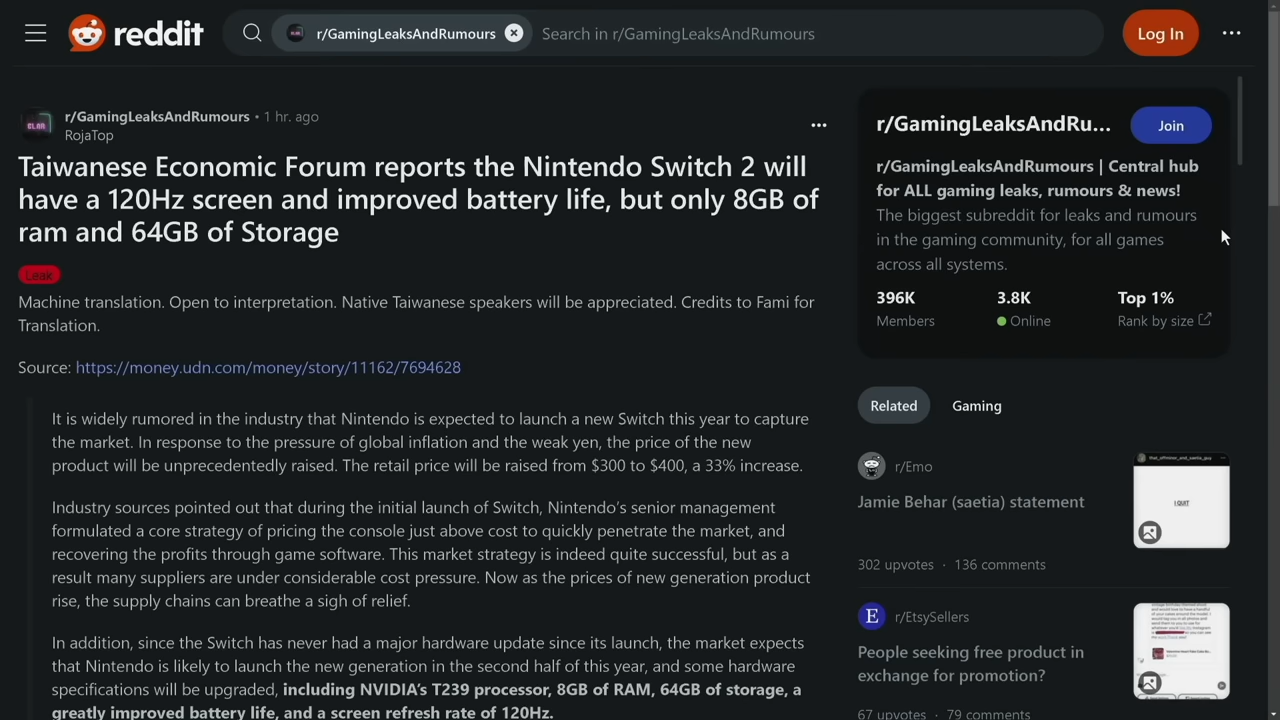 reddit
r/GamingLeaksAndRumours
Search in r/GamingLeaksAndRumours
Log In
r/GamingLeaksAndRumours • 1 hr. ago
RojaTop
Taiwanese Economic Forum reports the Nintendo Switch 2 will
have a 120Hz screen and improved battery life, but only 8GB of
ram and 64GB of Storage
Leak
Machine translation. Open to interpretation. Native Taiwanese speakers will be appreciated. Credits to Fami for
Translation.
Source: https://money.udn.com/money/story/11162/7694628
It is widely rumored in the industry that Nintendo is expected to launch a new Switch this year to capture
the market. In response to the pressure of global inflation and the weak yen, the price of the new
product will be unprecedentedly raised. The retail price will be raised from $300 to $400, a 33% increase.
Industry sources pointed out that during the initial launch of Switch, Nintendo's senior management
formulated a core strategy of pricing the console just above cost to quickly penetrate the market, and
recovering the profits through game software. This market strategy is indeed quite successful, but as a
result many suppliers are under considerable cost pressure. Now as the prices of new generation product
rise, the supply chains can breathe a sigh of relief.
In addition, since the Switch has never had a major hardware update since its launch, the market expects
that Nintendo is likely to launch the new generation in the second half of this year, and some hardware
specifications will be upgraded, including NVIDIA's T239 processor, 8GB of RAM, 64GB of storage, a
greatly improved battery life, and a screen refresh rate of 120Hz.
r/GamingLeaksAndRu...
Join
r/GamingLeaksAndRumours | Central hub
for ALL gaming leaks, rumours & news!
The biggest subreddit for leaks and rumours
in the gaming community, for all games
across all systems.
396K
3.8K
Top 1%
Members
Online
Rank by size
Related
Gaming
r/Emo
Jamie Behar (saetia) statement
I QUIT
302 upvotes • 136 comments
E
r/EtsySellers
People seeking free product in
exchange for promotion?
67 upvotes • 79 comments